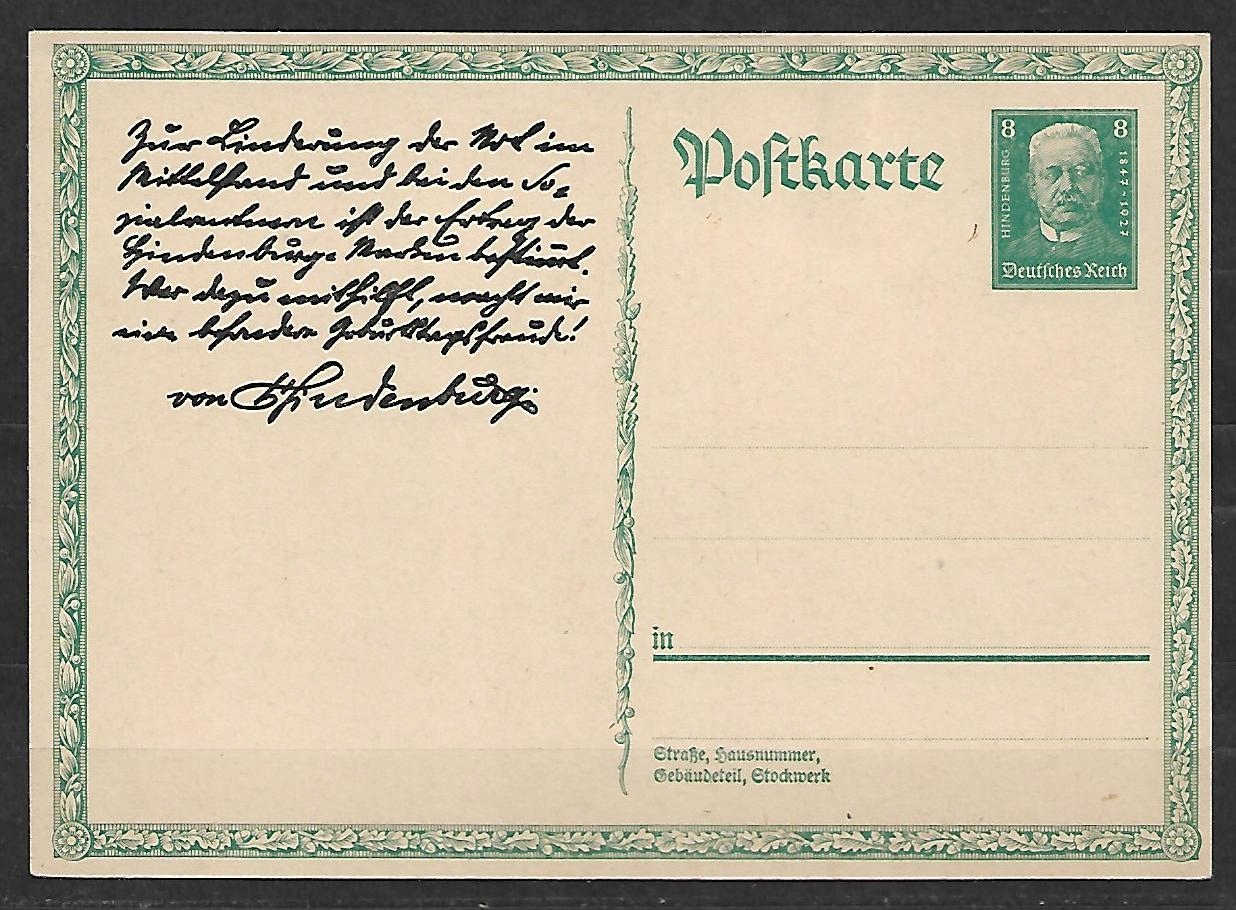 Zur Linderung der Not im
Mittelstand und bei den So-
zialrentnern ist der Ertrag der
Hindenburg-Marken bestimmt.
Wer dazu mithilft, macht mir
eine besondere Geburtstagsfreude!
von Hindenburg.
Postkarte
8 8
HINDENBURG
1847-1927
Deutsches Reich
in
Straße, Hausnummer,
Gebäudeteil, Stockwerk